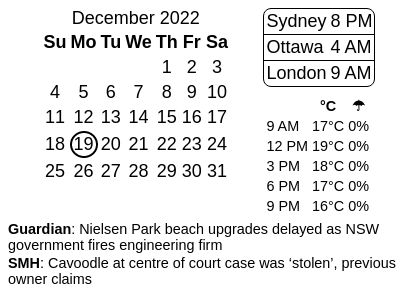 December 2022
Su Mo Tu We Th Fr Sa
1 2 3
4 5 6 7 8 9 10
11 12 13 14 15 16 17
18 19 20 21 22 23 24
25 26 27 28 29 30 31
Sydney 8 PM
Ottawa 4 AM
London 9 AM
°C ☂
9 AM 17°C 0%
12 PM 19°C 0%
3 PM 18°C 0%
6 PM 17°C 0%
9 PM 16°C 0%
Guardian: Nielsen Park beach upgrades delayed as NSW
government fires engineering firm
SMH: Cavoodle at centre of court case was ‘stolen’, previous
owner claims